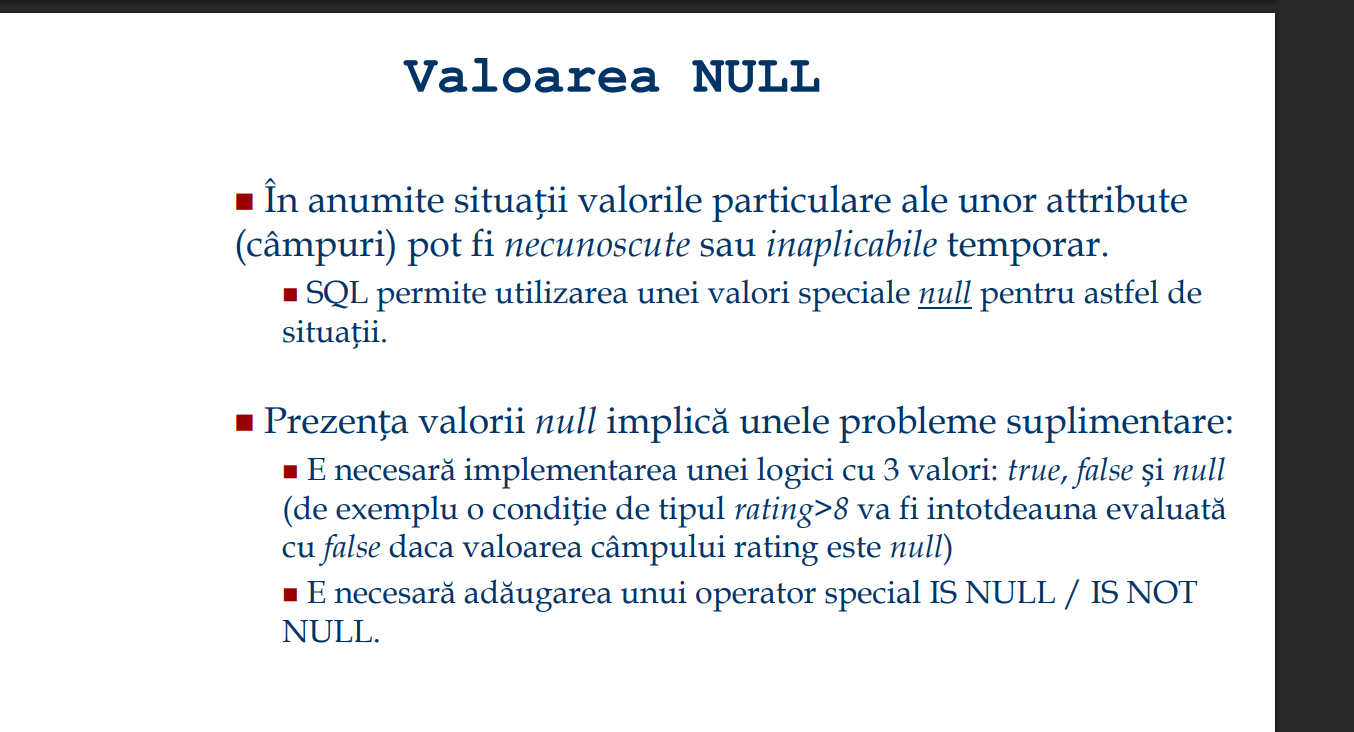 Valoarea NULL
■ În anumite situații valorile particulare ale unor attribute
(câmpuri) pot fi necunoscute sau inaplicabile temporar.
■ SQL permite utilizarea unei valori speciale null pentru astfel de
situații.
■ Prezența valorii null implică unele probleme suplimentare:
■ E necesară implementarea unei logici cu 3 valori: true, false și null
(de exemplu o condiție de tipul rating>8 va fi intotdeauna evaluată
cu false daca valoarea câmpului rating este null)
■ E necesară adăugarea unui operator special IS NULL / IS NOT
NULL.